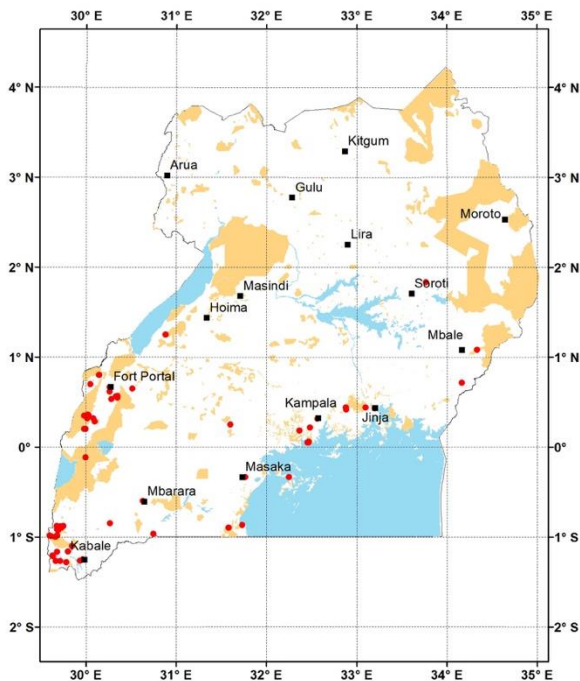 30° E 31° E 32° E 33° E 34° E 35° E
4° N 4° N
Kitgum
3° N Arua 3° N
Gulu
Moroto
Lira
2° N 2° N
Soroti
Masindi
Hoima
Mbale
1° N 1° N
Fort Portal
Kampala
Jinja
0° 0°
Masaka
Mbarara
1° S 1° S
Kabale
2° S 2° S
30° E 31° E 32° E 33° E 34° E 35° E